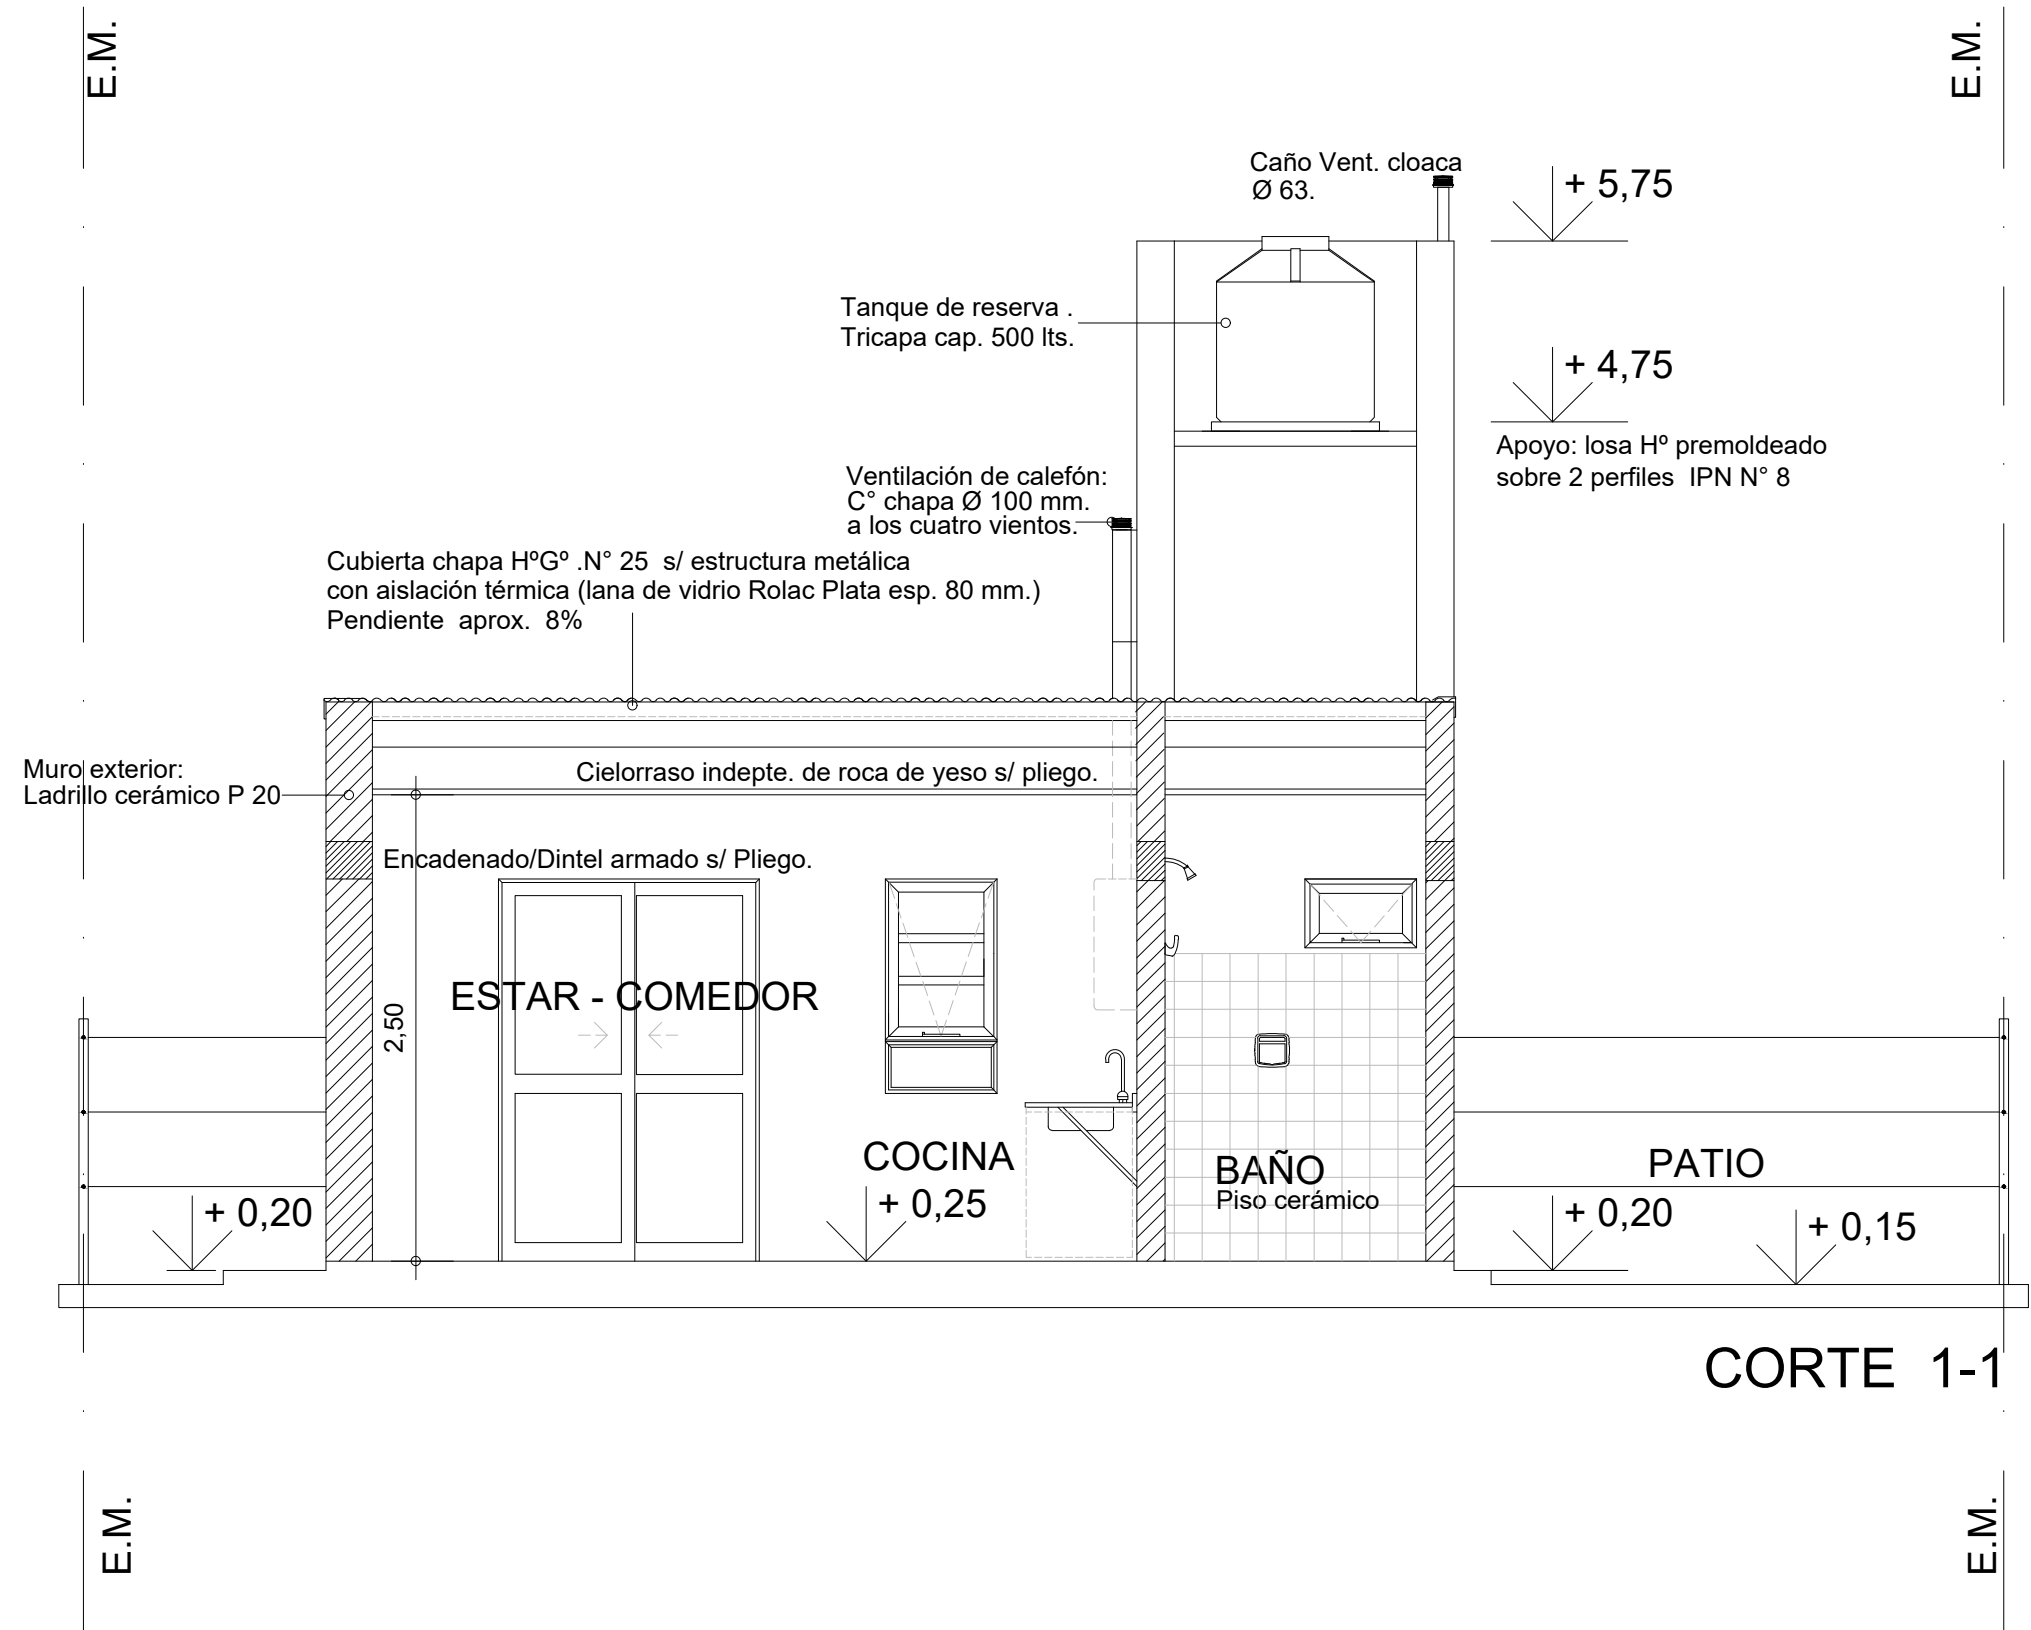 E.M.
E.M.
Caño Vent. cloaca
Ø 63.
+ 5,75
Tanque de reserva .
Tricapa cap. 500 lts.
+ 4,75
Apoyo: losa Hº premoldeado
sobre 2 perfiles IPN N° 8
Ventilación de calefón:
C° chapa Ø 100 mm.
a los cuatro vientos.
Cubierta chapa HºGº .N° 25 s/ estructura metálica
con aislación térmica (lana de vidrio Rolac Plata esp. 80 mm.)
Pendiente aprox. 8%
Muro exterior:
Ladrillo cerámico P 20
Cielorraso indepte. de roca de yeso s/ pliego.
Encadenado/Dintel armado s/ Pliego.
ESTAR - COMEDOR
2,50
COCINA
+ 0,25
BAÑO
Piso cerámico
PATIO
+ 0,20
+ 0,20
+ 0,15
CORTE 1-1
E.M.
E.M.